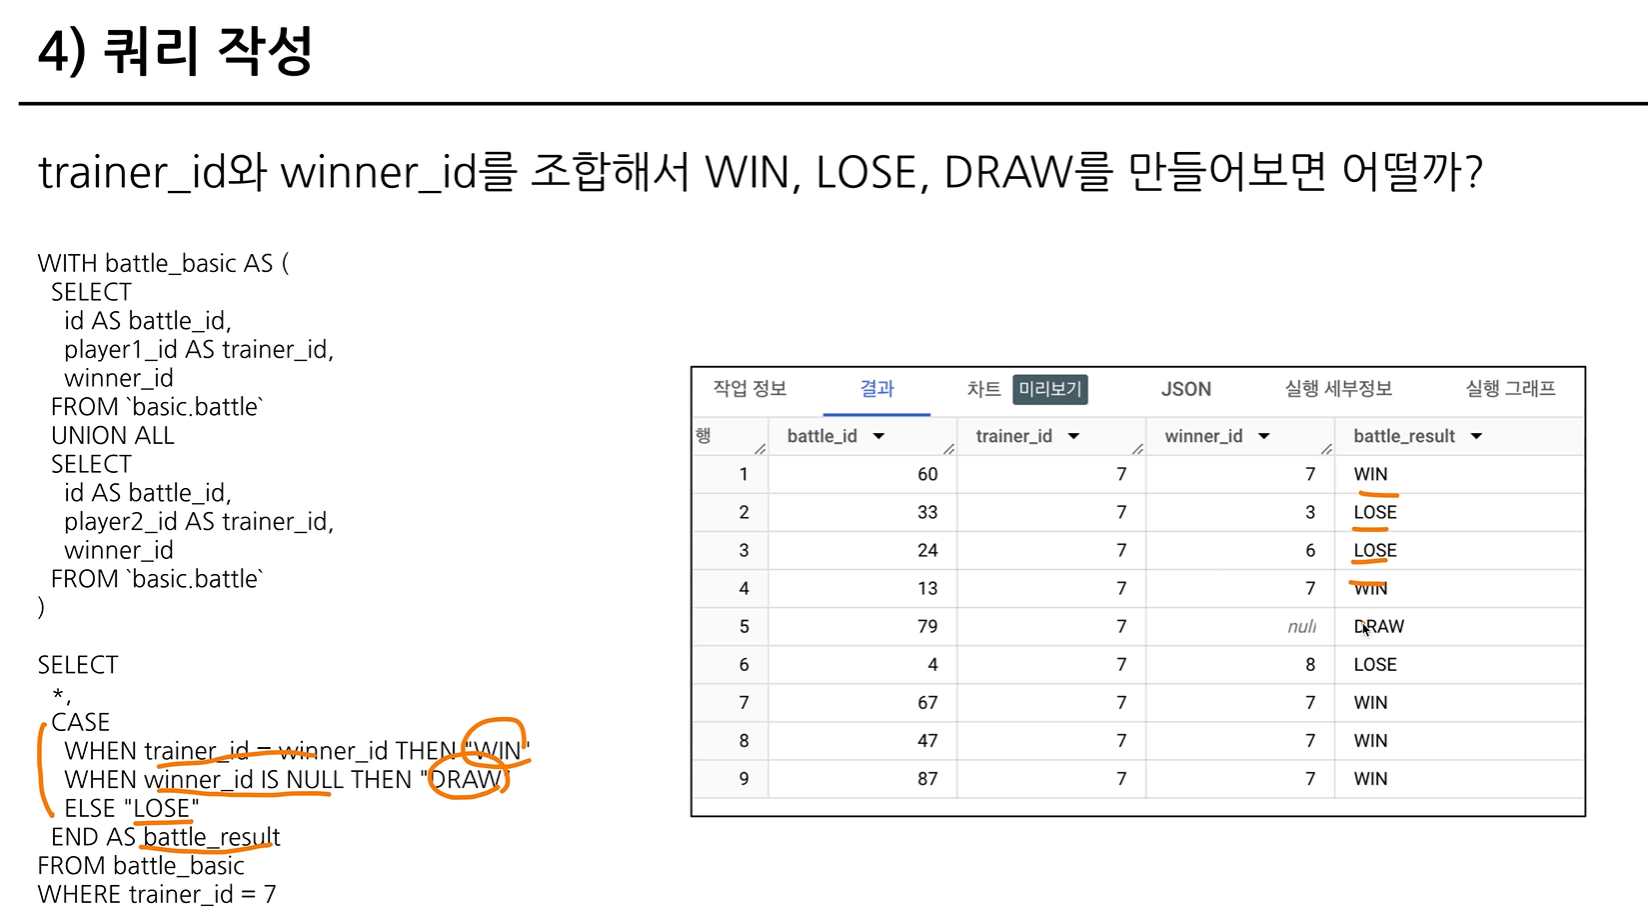 4) 쿼리 작성
trainer_id와 winner_id를 조합해서 WIN, LOSE, DRAW를 만들어보면 어떨까?
WITH battle_basic AS (
SELECT
id AS battle_id,
player1_id AS trainer_id,
winner_id
FROM `basic.battle`
UNION ALL
SELECT
id AS battle_id,
player2_id AS trainer_id,
winner_id
FROM `basic.battle`
)
SELECT
*,
CASE
WHEN trainer_id = winner_id THEN "WIN"
WHEN winner_id IS NULL THEN "DRAW"
ELSE "LOSE"
END AS battle_result
FROM battle_basic
WHERE trainer_id = 7
작업 정보 결과 차트 미리보기 JSON 실행 세부정보 실행 그래프
행 battle_id trainer_id winner_id battle_result
1 60 7 7 WIN
2 33 7 3 LOSE
3 24 7 6 LOSE
4 13 7 7 WIN
5 79 7 null DRAW
6 4 7 8 LOSE
7 67 7 7 WIN
8 47 7 7 WIN
9 87 7 7 WIN